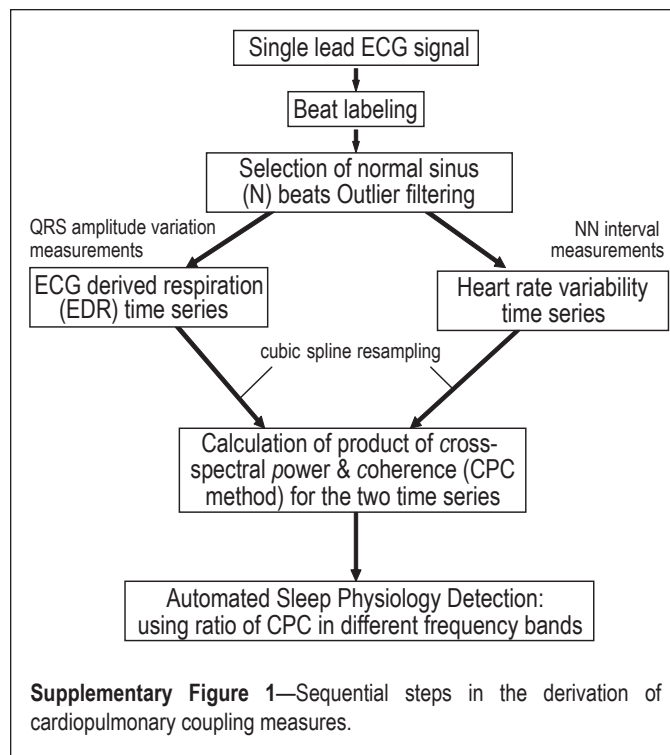 Single lead ECG signal
Beat labeling
Selection of normal sinus
(N) beats Outlier filtering
QRS amplitude variation
measurements
NN interval
measurements
ECG derived respiration
(EDR) time series
Heart rate variability
time series
cubic spline resampling
Calculation of product of cross-
spectral power & coherence (CPC
method) for the two time series
Automated Sleep Physiology Detection:
using ratio of CPC in different frequency bands
Supplementary Figure 1—Sequential steps in the derivation of
cardiopulmonary coupling measures.